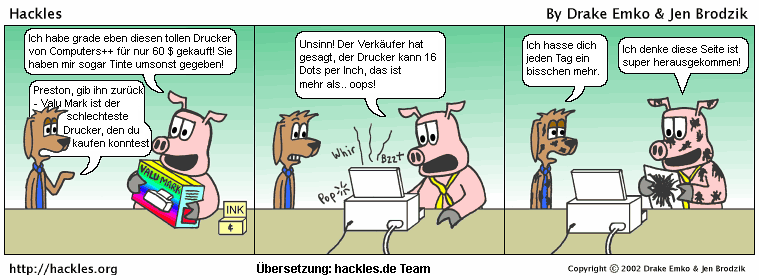 Hackles
By Drake Emko & Jen Brodzik
Ich habe grade eben diesen tollen Drucker
von Computers++ für nur 60 $ gekauft! Sie
haben mir sogar Tinte umsonst gegeben!
Preston, gib ihn zurück
- Valu Mark ist der
schlechteste
Drucker, den du
kaufen konntest
VALU MARK
INK
Unsinn! Der Verkäufer hat
gesagt, der Drucker kann 16
Dots per Inch, das ist
mehr als.. oops!
Whir
Bzzt
Pop
Ich hasse dich
jeden Tag ein
bisschen mehr.
Ich denke diese Seite ist
super herausgekommen!
http://hackles.org
Übersetzung: hackles.de Team
Copyright © 2002 Drake Emko & Jen Brodzik